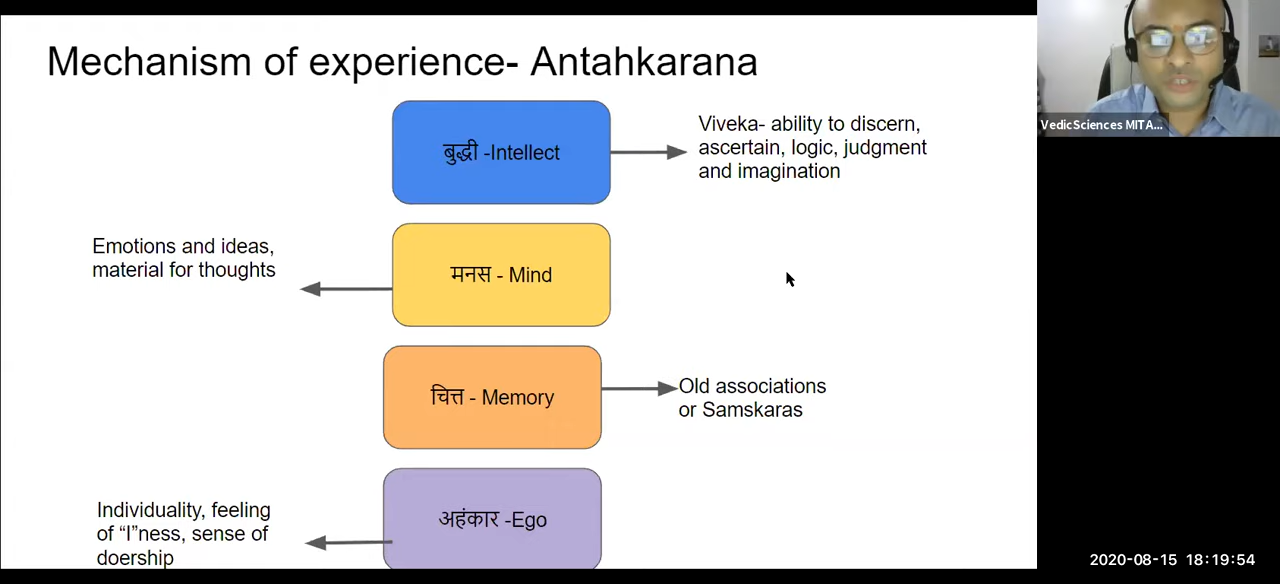 Mechanism of experience- Antahkarana
बुद्धी -Intellect
Viveka- ability to discern,
ascertain, logic, judgment
and imagination
Emotions and ideas,
material for thoughts
मनस - Mind
चित्त - Memory
Old associations
or Samskaras
Individuality, feeling
of “I”ness, sense of
doership
अहंकार -Ego
VedicSciences MITA...
2020-08-15 18:19:54